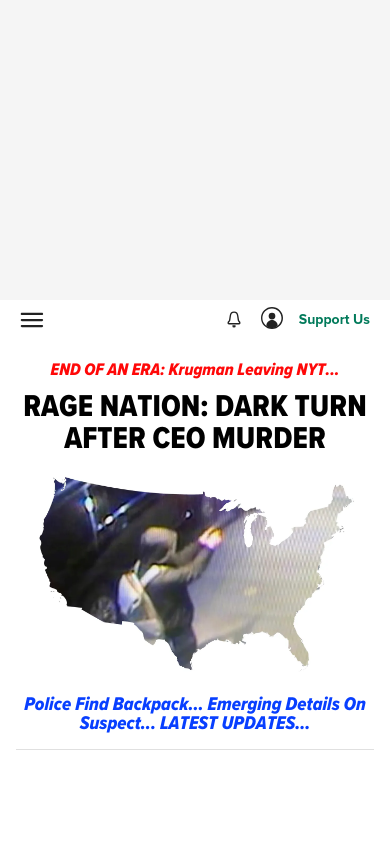 Support Us
END OF AN ERA: Krugman Leaving NYT...
RAGE NATION: DARK TURN
AFTER CEO MURDER
Police Find Backpack... Emerging Details On
Suspect... LATEST UPDATES...